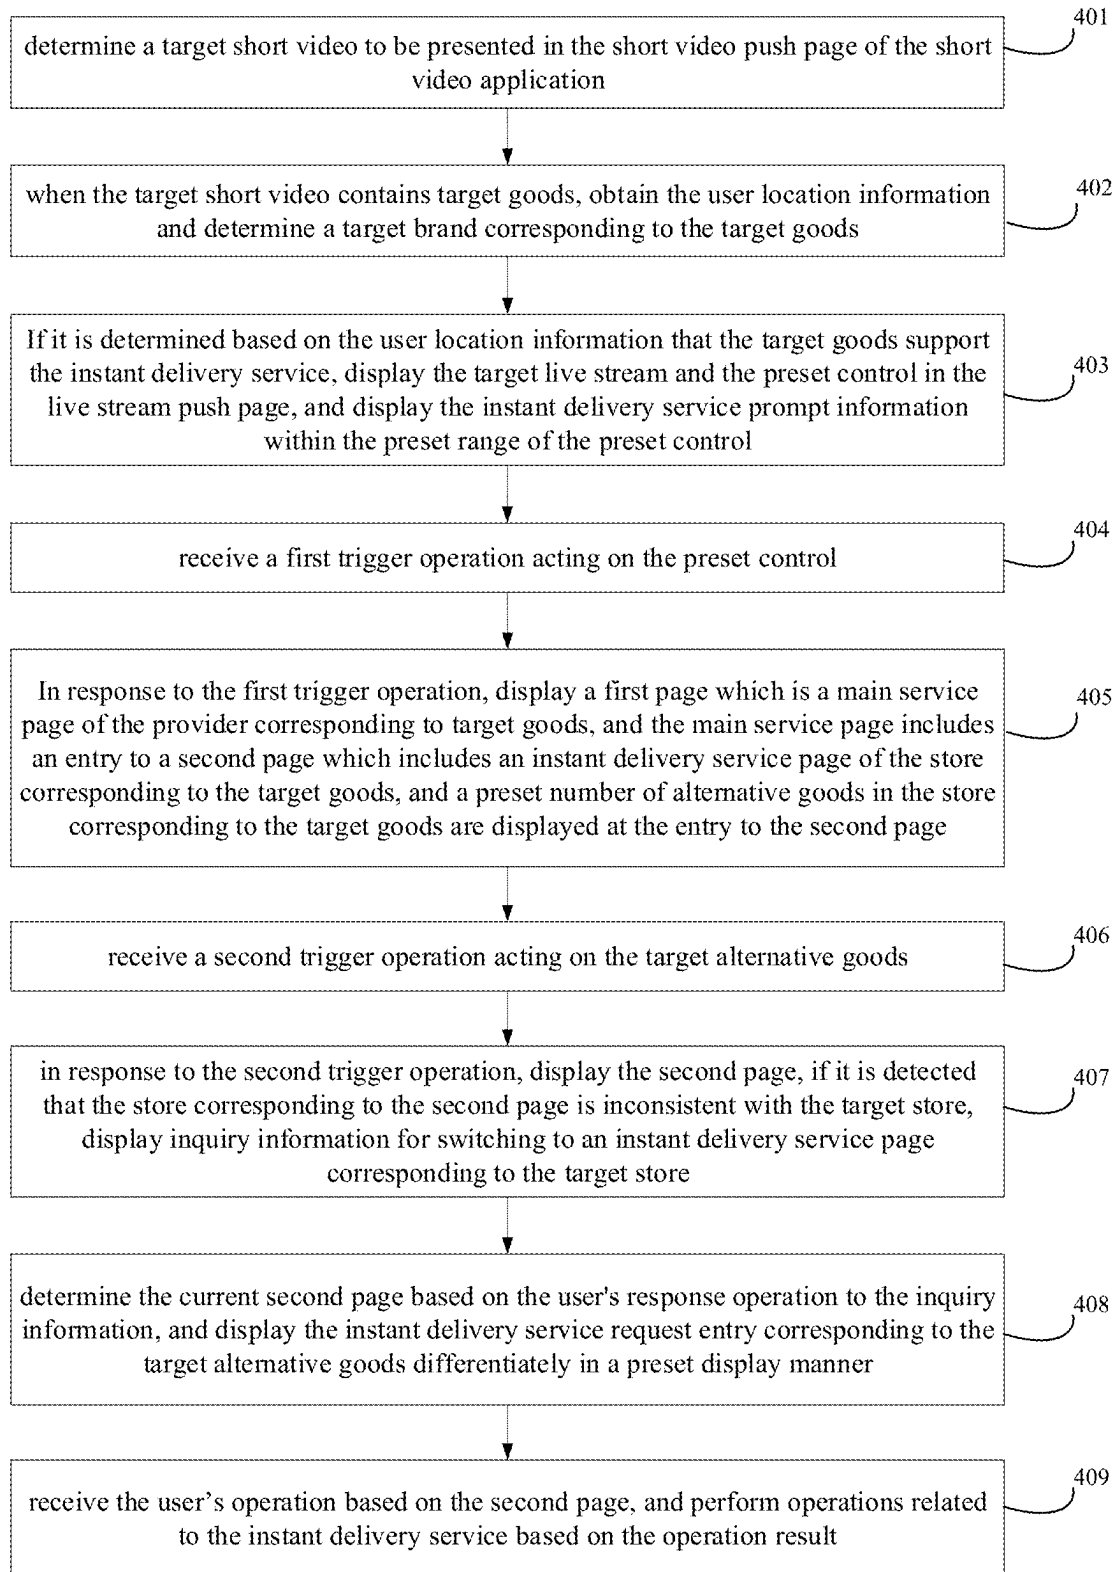 401
determine a target short video to be presented in the short video push page of the short
video application
402
when the target short video contains target goods, obtain the user location information
and determine a target brand corresponding to the target goods
403
If it is determined based on the user location information that the target goods support
the instant delivery service, display the target live stream and the preset control in the
live stream push page, and display the instant delivery service prompt information
within the preset range of the preset control
404
receive a first trigger operation acting on the preset control
405
In response to the first trigger operation, display a first page which is a main service
page of the provider corresponding to target goods, and the main service page includes
an entry to a second page which includes an instant delivery service page of the store
corresponding to the target goods, and a preset number of alternative goods in the store
corresponding to the target goods are displayed at the entry to the second page
406
receive a second trigger operation acting on the target alternative goods
407
in response to the second trigger operation, display the second page, if it is detected
that the store corresponding to the second page is inconsistent with the target store,
display inquiry information for switching to an instant delivery service page
corresponding to the target store
408
determine the current second page based on the user's response operation to the inquiry
information, and display the instant delivery service request entry corresponding to the
target alternative goods differentiately in a preset display manner
409
receive the user’s operation based on the second page, and perform operations related
to the instant delivery service based on the operation result